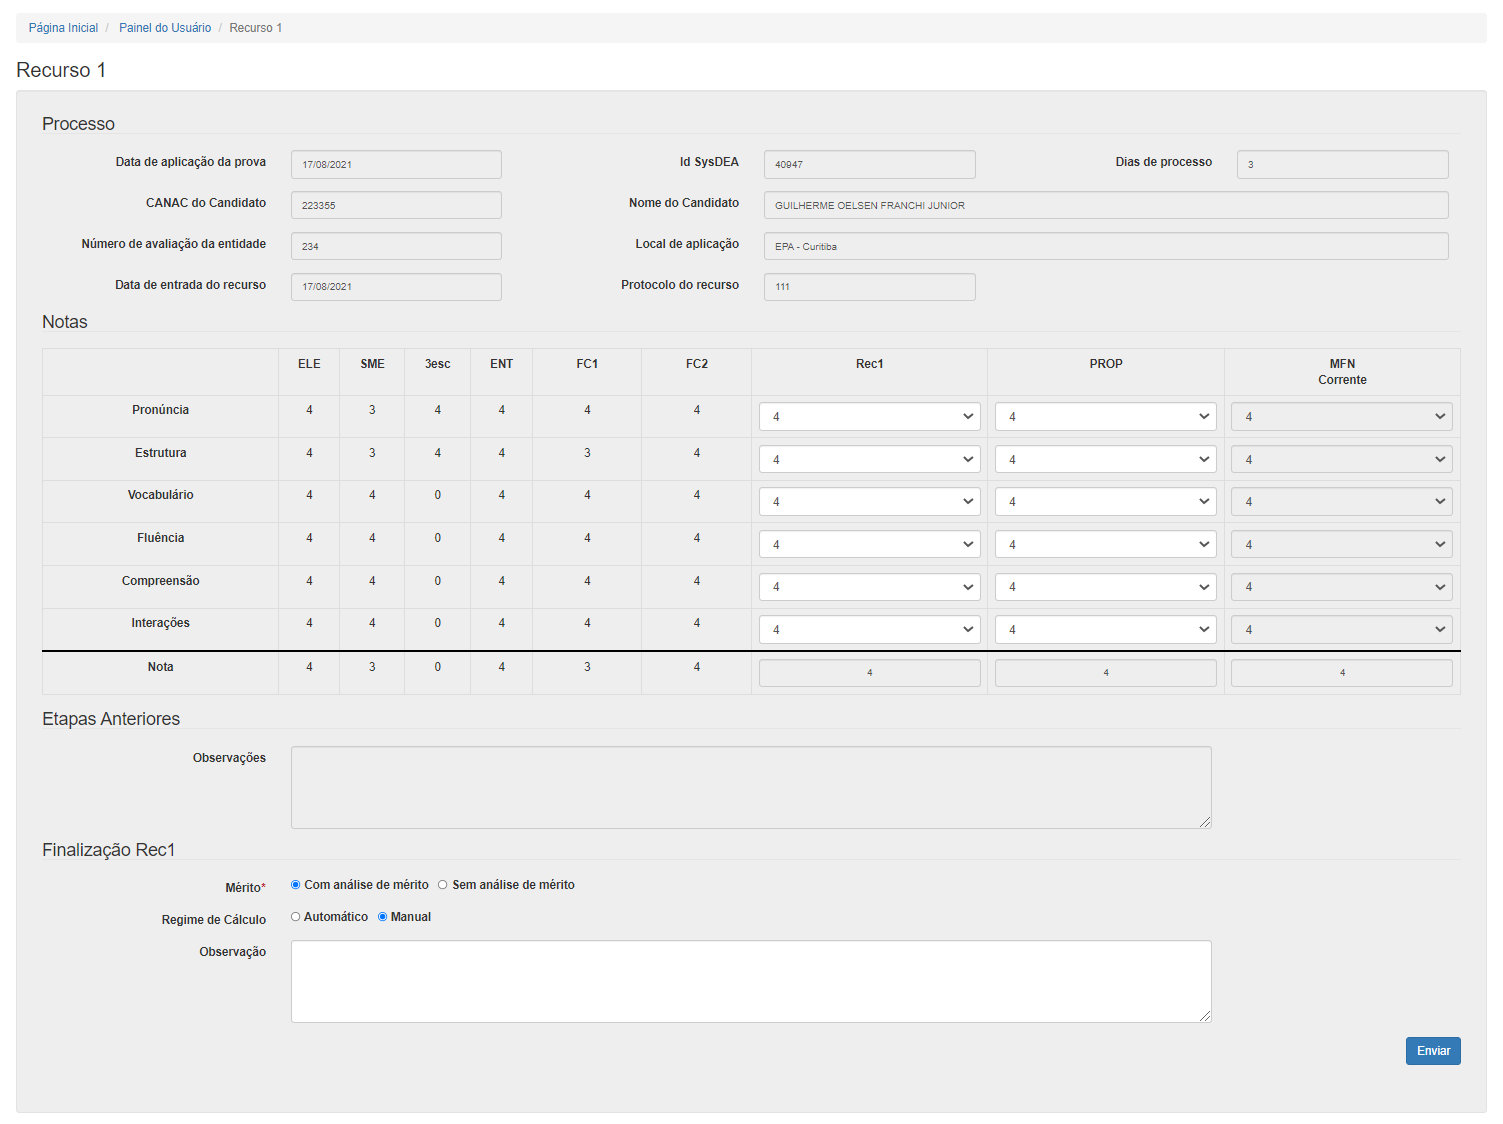 Página Inicial / Painel do Usuário / Recurso 1
Recurso 1
Processo
Data de aplicação da prova 17/08/2021 Id SysDEA 40947 Dias de processo 3
CANAC do Candidato 223355 Nome do Candidato GUILHERME OELSEN FRANCHI JUNIOR
Número de avaliação da entidade 234 Local de aplicação EPA - Curitiba
Data de entrada do recurso 17/08/2021 Protocolo do recurso 111
Notas
ELE SME 3esc ENT FC1 FC2 Rec1 PROP MFN
Corrente
Pronúncia 4 3 4 4 4 4 4 4 4
Estrutura 4 3 4 4 3 4 4 4 4
Vocabulário 4 4 0 4 4 4 4 4 4
Fluência 4 4 0 4 4 4 4 4 4
Compreensão 4 4 0 4 4 4 4 4 4
Interações 4 4 0 4 4 4 4 4 4
Nota 4 3 0 4 3 4 4 4 4
Etapas Anteriores
Observações
Finalização Rec1
Mérito* Com análise de mérito Sem análise de mérito
Regime de Cálculo Automático Manual
Observação
Enviar